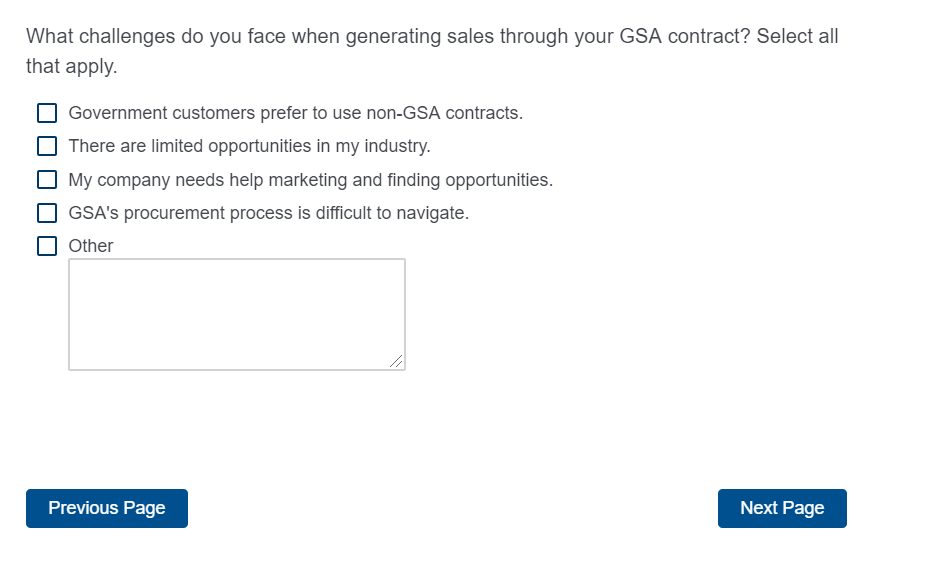 What challenges do you face when generating sales through your GSA contract? Select all
that apply.
Government customers prefer to use non-GSA contracts.
There are limited opportunities in my industry.
My company needs help marketing and finding opportunities.
GSA's procurement process is difficult to navigate.
Other
Previous Page
Next Page